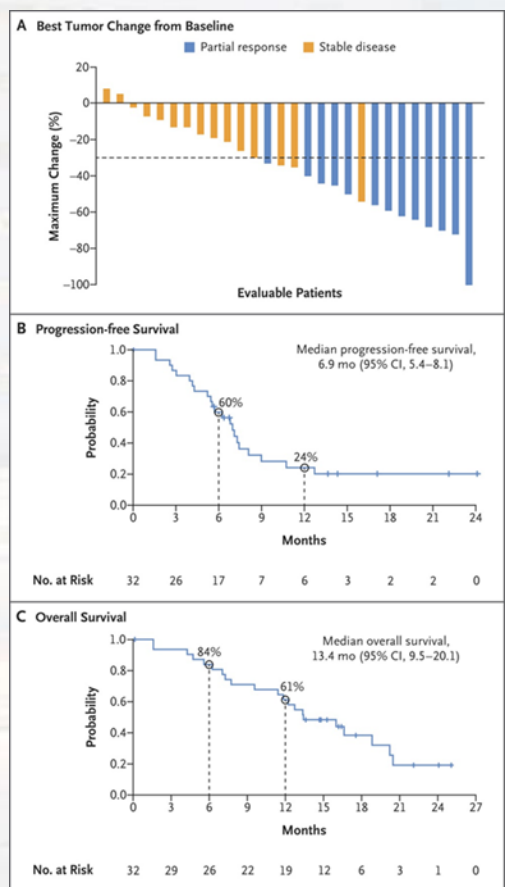 A Best Tumor Change from Baseline
Partial response Stable disease
20
0
−20
−40
−60
−80
−100
Maximum Change (%)
Evaluable Patients
B Progression-free Survival
Median progression-free survival,
6.9 mo (95% CI, 5.4–8.1)
1.0
0.8
0.6
0.4
0.2
0.0
Probability
60%
24%
0 3 6 9 12 15 18 21 24
Months
No. at Risk 32 26 17 7 6 3 2 2 0
C Overall Survival
Median overall survival,
13.4 mo (95% CI, 9.5–20.1)
1.0
0.8
0.6
0.4
0.2
0.0
Probability
84%
61%
0 3 6 9 12 15 18 21 24 27
Months
No. at Risk 32 29 26 22 19 12 6 3 1 0